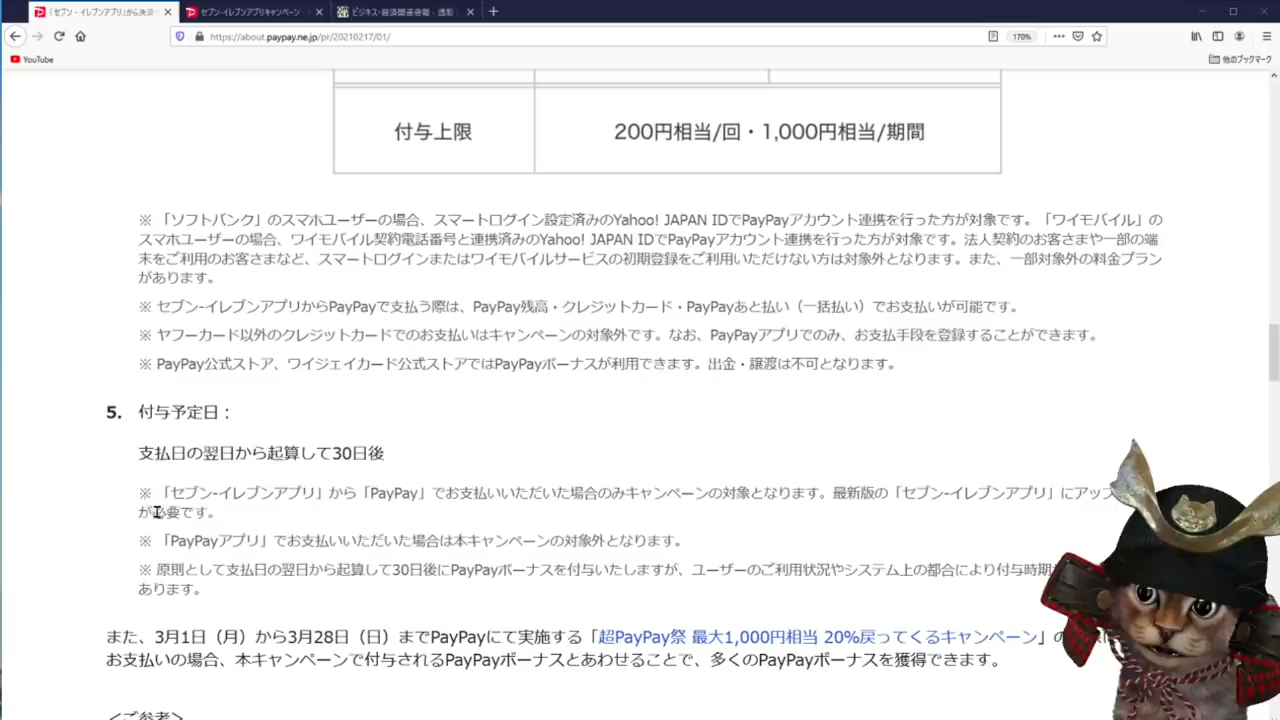 「セブン‐イレブンアプリ」から決済
セブン‐イレブンアプリキャンペーン -
ビジネス・経済関連書籍 - 通販
https://about.paypay.ne.jp/pr/20210217/01/
170%
YouTube
他のブックマーク
付与上限
200円相当/回・1,000円相当/期間
※ 「ソフトバンク」のスマホユーザーの場合、スマートログイン設定済みのYahoo! JAPAN IDでPayPayアカウント連携を行った方が対象です。「ワイモバイル」の
スマホユーザーの場合、ワイモバイル契約電話番号と連携済みのYahoo! JAPAN IDでPayPayアカウント連携を行った方が対象です。法人契約のお客さまや一部の端
末をご利用のお客さまなど、スマートログインまたはワイモバイルサービスの初期登録をご利用いただけない方は対象外となります。また、一部対象外の料金プラン
があります。
※ セブン‐イレブンアプリからPayPayで支払う際は、PayPay残高・クレジットカード・PayPayあと払い（一括払い）でお支払いが可能です。
※ ヤフーカード以外のクレジットカードでのお支払いはキャンペーンの対象外です。なお、PayPayアプリでのみ、お支払手段を登録することができます。
※ PayPay公式ストア、ワイジェイカード公式ストアではPayPayボーナスが利用できます。出金・譲渡は不可となります。
5. 付与予定日：
支払日の翌日から起算して30日後
※ 「セブン‐イレブンアプリ」から「PayPay」でお支払いいただいた場合のみキャンペーンの対象となります。最新版の「セブン‐イレブンアプリ」にアップ
が必要です。
※ 「PayPayアプリ」でお支払いいただいた場合は本キャンペーンの対象外となります。
※ 原則として支払日の翌日から起算して30日後にPayPayボーナスを付与いたしますが、ユーザーのご利用状況やシステム上の都合により付与時期
あります。
また、3月1日（月）から3月28日（日）までPayPayにて実施する「超PayPay祭 最大1,000円相当 20%戻ってくるキャンペーン」の
お支払いの場合、本キャンペーンで付与されるPayPayボーナスとあわせることで、多くのPayPayボーナスを獲得できます。
＜ご参考＞